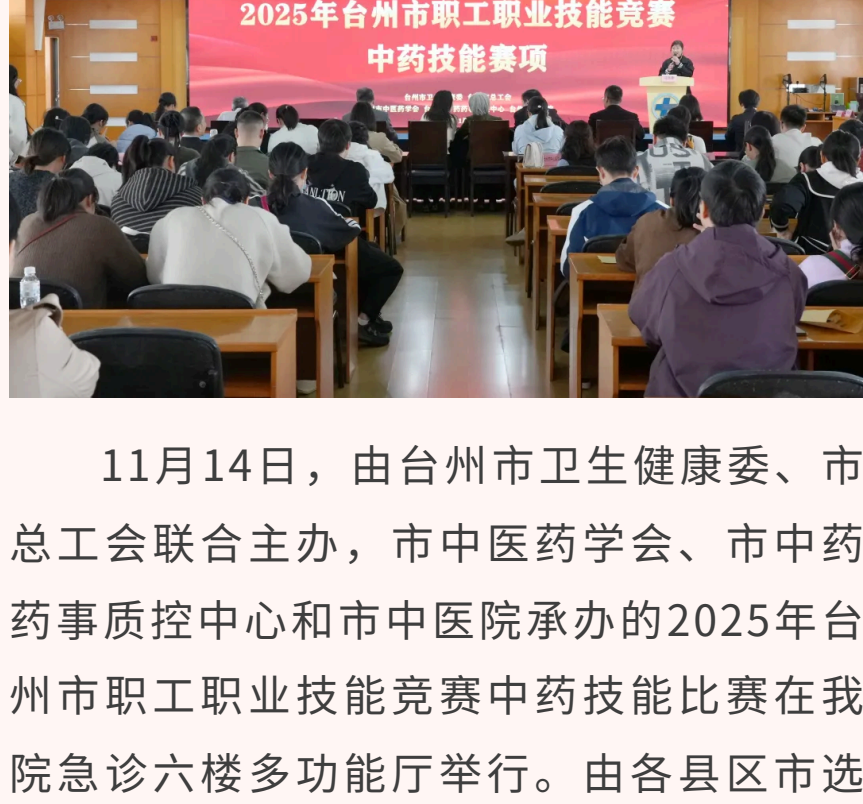 2025年台州市职工职业技能竞赛
中药技能赛项
11月14日，由台州市卫生健康委、市
总工会联合主办，市中医药学会、市中药
药事质控中心和市中医院承办的2025年台
州市职工职业技能竞赛中药技能比赛在我
院急诊六楼多功能厅举行。由各县区市选